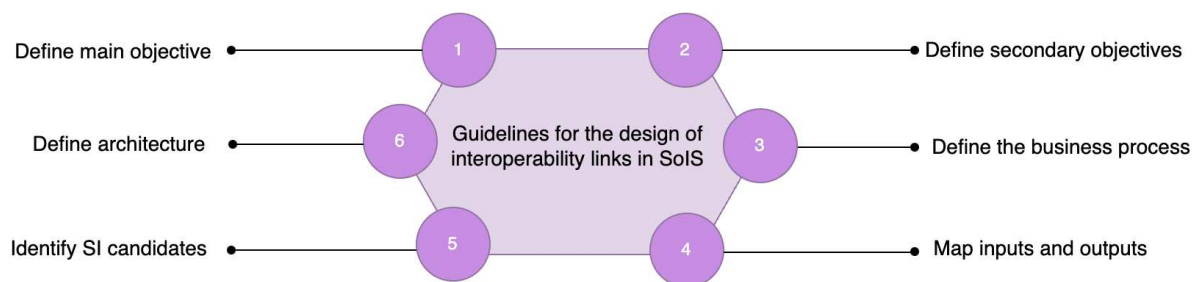 Define main objective
1
2
Define secondary objectives
Define architecture
6
Guidelines for the design of
interoperability links in SoIS
3
Define the business process
Identify SI candidates
5
4
Map inputs and outputs